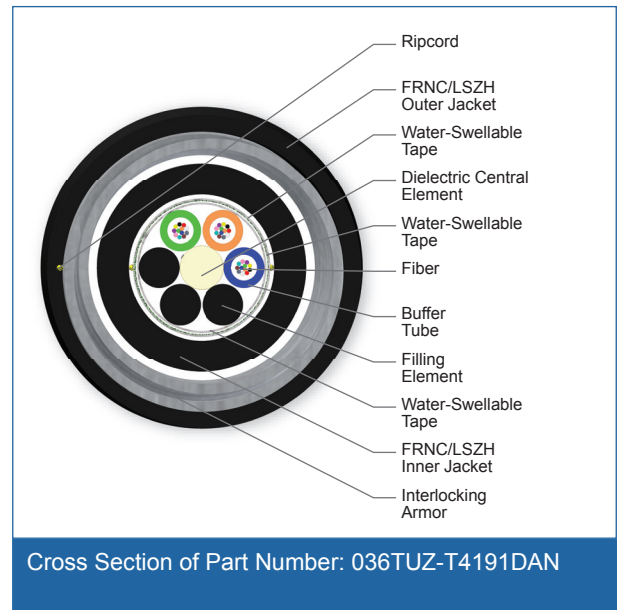 Ripcord
FRNC/LSZH
Outer Jacket
Water-Swellable
Tape
Dielectric Central
Element
Water-Swellable
Tape
Fiber
Buffer
Tube
Filling
Element
Water-Swellable
Tape
FRNC/LSZH
Inner Jacket
Interlocking
Armor
Cross Section of Part Number: 036TUZ-T4191DAN